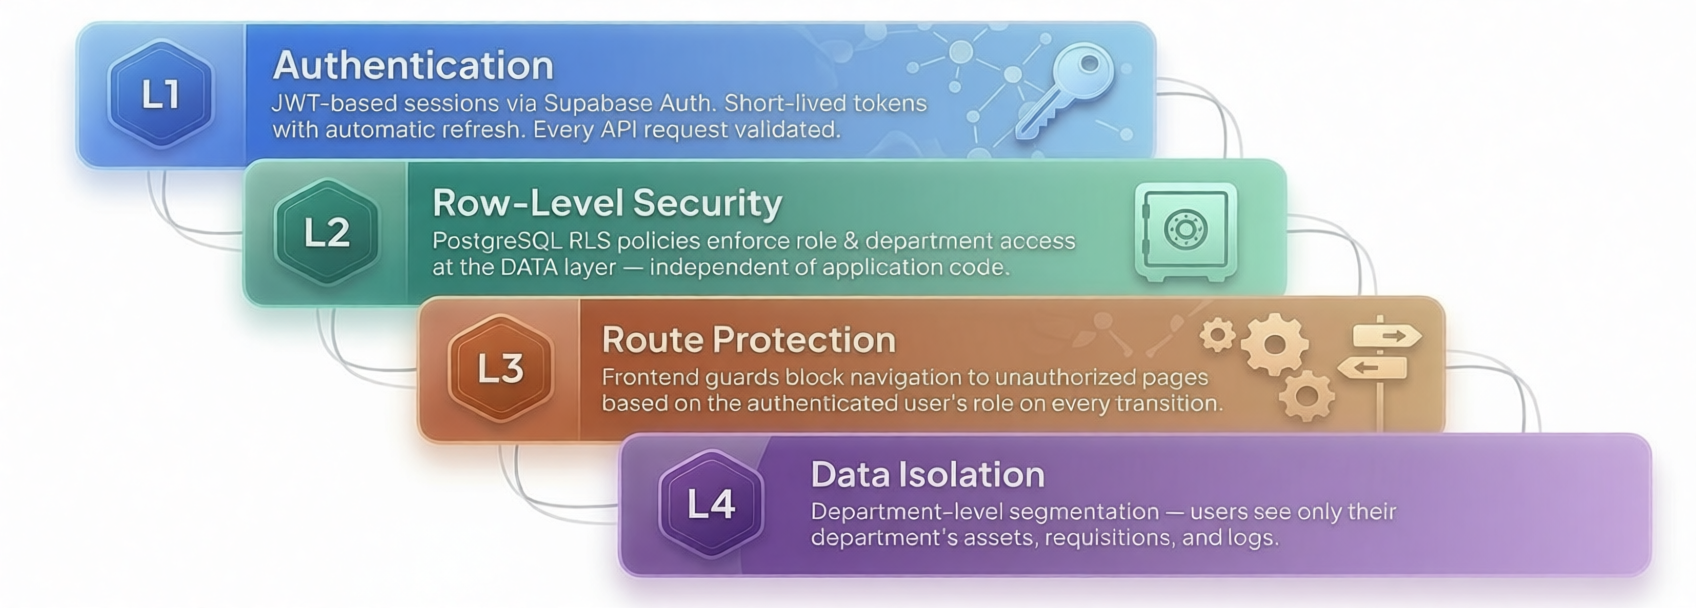 L1
Authentication
JWT-based sessions via Supabase Auth. Short-lived tokens
with automatic refresh. Every API request validated.
L2
Row-Level Security
PostgreSQL RLS policies enforce role & department access
at the DATA layer — independent of application code.
L3
Route Protection
Frontend guards block navigation to unauthorized pages
based on the authenticated user's role on every transition.
L4
Data Isolation
Department-level segmentation — users see only their
department's assets, requisitions, and logs.